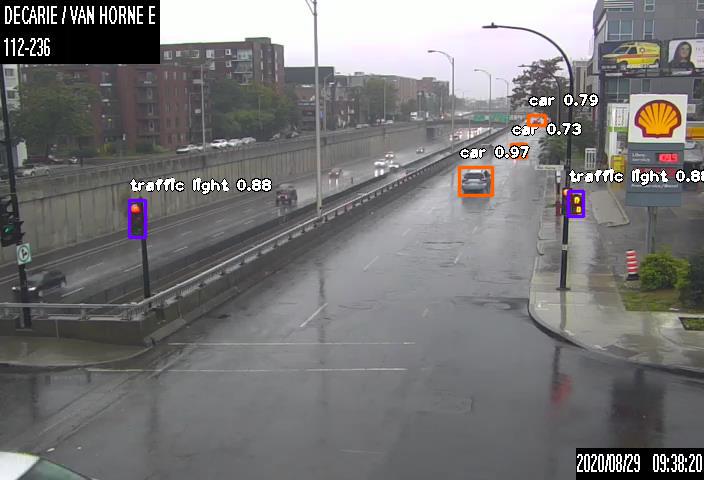 DECARIE / VAN HORNE E
112-236
car 0.79
car 0.73
car 0.97
traffic light 0.88
traffic light 0.88
2020/08/29 09:38:20